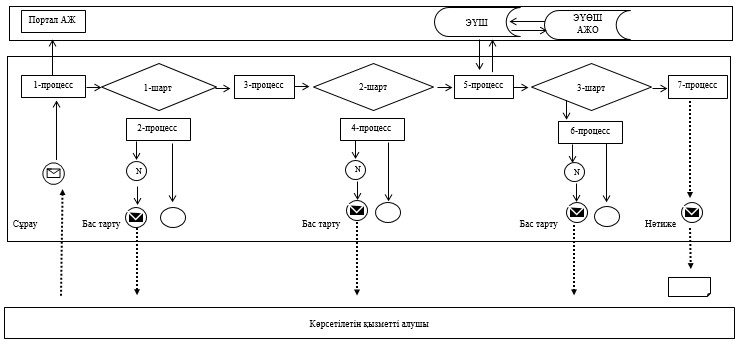 Портал АЖ
ЭҮШ
ЭҮӨШ
АЖО
1-процесс
1-шарт
3-процесс
2-шарт
5-процесс
3-шарт
7-процесс
2-процесс
4-процесс
6-процесс
N
N
N
Сұрау
Бас тарту
Бас тарту
Бас тарту
Нәтиже
Көрсетілетін қызметті алушы